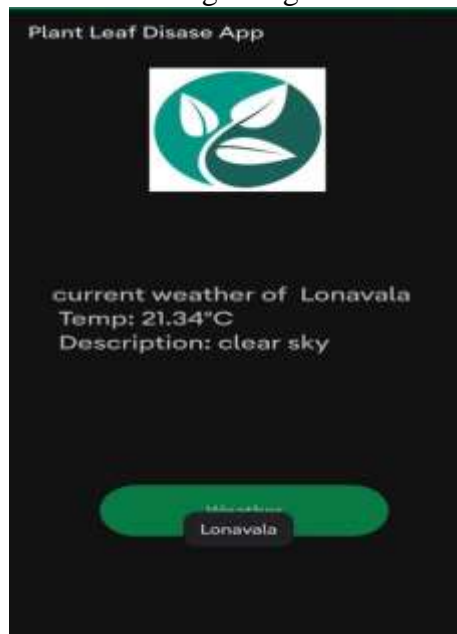 Plant Leaf Disase App
current weather of Lonavala
Temp: 21.34°C
Description: clear sky
Lonavala